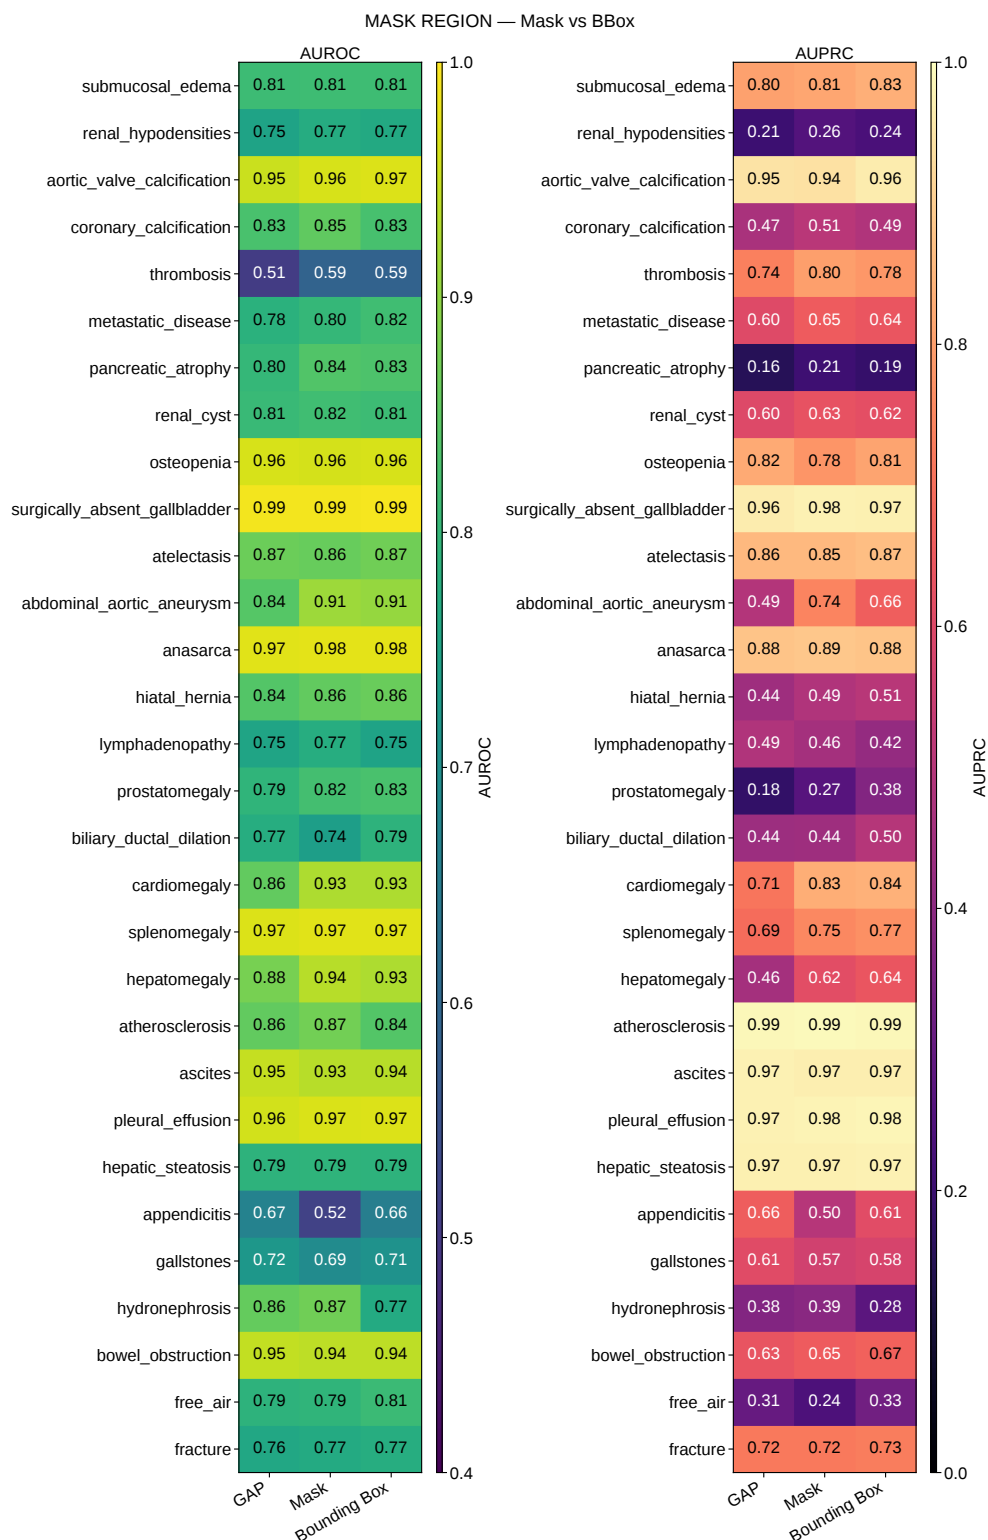 MASK REGION — Mask vs BBox
AUROC
submucosal_edema 0.81 0.81 0.81
renal_hypodensities 0.75 0.77 0.77
aortic_valve_calcification 0.95 0.96 0.97
coronary_calcification 0.83 0.85 0.83
thrombosis 0.51 0.59 0.59
metastatic_disease 0.78 0.80 0.82
pancreatic_atrophy 0.80 0.84 0.83
renal_cyst 0.81 0.82 0.81
osteopenia 0.96 0.96 0.96
surgically_absent_gallbladder 0.99 0.99 0.99
atelectasis 0.87 0.86 0.87
abdominal_aortic_aneurysm 0.84 0.91 0.91
anasarca 0.97 0.98 0.98
hiatal_hernia 0.84 0.86 0.86
lymphadenopathy 0.75 0.77 0.75
prostatomegaly 0.79 0.82 0.83
biliary_ductal_dilation 0.77 0.74 0.79
cardiomegaly 0.86 0.93 0.93
splenomegaly 0.97 0.97 0.97
hepatomegaly 0.88 0.94 0.93
atherosclerosis 0.86 0.87 0.84
ascites 0.95 0.93 0.94
pleural_effusion 0.96 0.97 0.97
hepatic_steatosis 0.79 0.79 0.79
appendicitis 0.67 0.52 0.66
gallstones 0.72 0.69 0.71
hydronephrosis 0.86 0.87 0.77
bowel_obstruction 0.95 0.94 0.94
free_air 0.79 0.79 0.81
fracture 0.76 0.77 0.77
GAP Mask Bounding Box
1.0
0.9
0.8
0.7
0.6
0.5
0.4
AUROC
AUPRC
submucosal_edema 0.80 0.81 0.83
renal_hypodensities 0.21 0.26 0.24
aortic_valve_calcification 0.95 0.94 0.96
coronary_calcification 0.47 0.51 0.49
thrombosis 0.74 0.80 0.78
metastatic_disease 0.60 0.65 0.64
pancreatic_atrophy 0.16 0.21 0.19
renal_cyst 0.60 0.63 0.62
osteopenia 0.82 0.78 0.81
surgically_absent_gallbladder 0.96 0.98 0.97
atelectasis 0.86 0.85 0.87
abdominal_aortic_aneurysm 0.49 0.74 0.66
anasarca 0.88 0.89 0.88
hiatal_hernia 0.44 0.49 0.51
lymphadenopathy 0.49 0.46 0.42
prostatomegaly 0.18 0.27 0.38
biliary_ductal_dilation 0.44 0.44 0.50
cardiomegaly 0.71 0.83 0.84
splenomegaly 0.69 0.75 0.77
hepatomegaly 0.46 0.62 0.64
atherosclerosis 0.99 0.99 0.99
ascites 0.97 0.97 0.97
pleural_effusion 0.97 0.98 0.98
hepatic_steatosis 0.97 0.97 0.97
appendicitis 0.66 0.50 0.61
gallstones 0.61 0.57 0.58
hydronephrosis 0.38 0.39 0.28
bowel_obstruction 0.63 0.65 0.67
free_air 0.31 0.24 0.33
fracture 0.72 0.72 0.73
GAP Mask Bounding Box
1.0
0.8
0.6
0.4
0.2
0.0
AUPRC